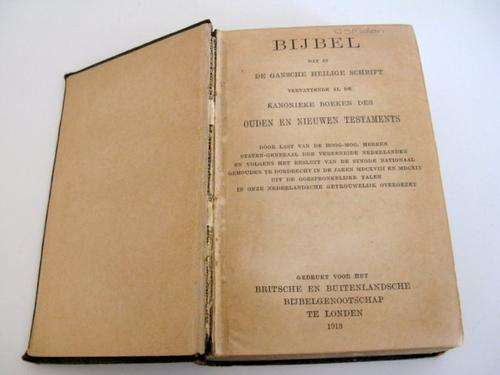 BIJBEL
DAT IS
DE GANSCHE HEILIGE SCHRIFT
VERVATTENDE AL DE
KANONIEKE BOEKEN DES
OUDEN EN NIEUWEN TESTAMENTS
DOOR LAST VAN DE HOOG-MOG. HEEREN
STATEN-GENERAAL DER VEREENIGDE NEDERLANDEN
EN VOLGENS HET BESLUIT VAN DE SYNODE NATIONAAL
GEHOUDEN TE DORDRECHT IN DE JAREN MDCXVIII EN MDCXIX
UIT DE OORSPRONKELIJKE TALEN
IN ONZE NEDERLANDSCHE GETROUWELIJK OVERGEZET
GEDRUKT VOOR HET
BRITSCHE EN BUITENLANDSCHE
BIJBELGENOOTSCHAP
TE LONDEN
1913